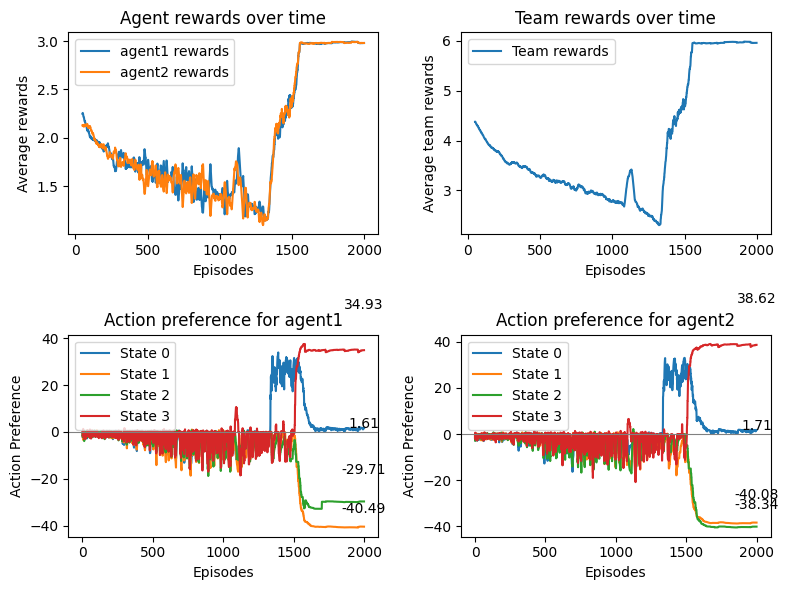 Agent rewards over time
Average rewards
3.0
2.5
2.0
1.5
agent1 rewards
agent2 rewards
0 500 1000 1500 2000
Episodes
Team rewards over time
Average team rewards
6
5
4
3
Team rewards
0 500 1000 1500 2000
Episodes
34.93
Action preference for agent1
Action Preference
40
20
0
−20
−40
State 0
State 1
State 2
State 3
1.61
-29.71
-40.49
0 500 1000 1500 2000
Episodes
38.62
Action preference for agent2
Action Preference
40
20
0
−20
−40
State 0
State 1
State 2
State 3
1.71
-40.03
-38.34
0 500 1000 1500 2000
Episodes